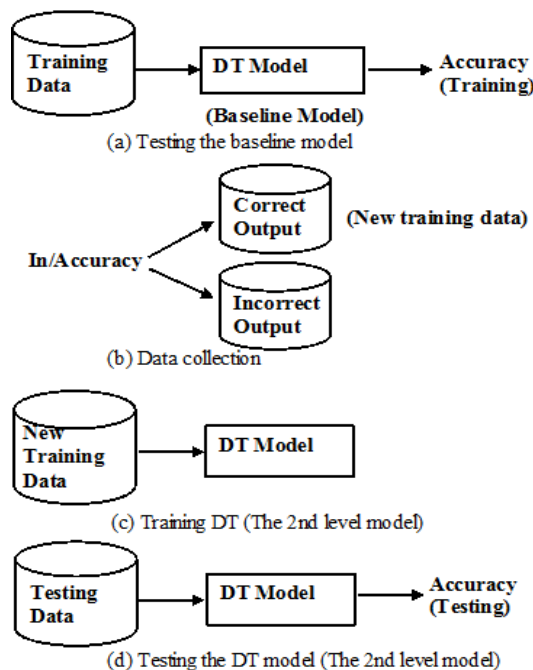 Training
Data
DT Model
Accuracy
(Training)
(Baseline Model)
(a) Testing the baseline model
Correct
Output
(New training data)
In/Accuracy
Incorrect
Output
(b) Data collection
New
Training
Data
DT Model
(c) Training DT (The 2nd level model)
Testing
Data
DT Model
Accuracy
(Testing)
(d) Testing the DT model (The 2nd level model)